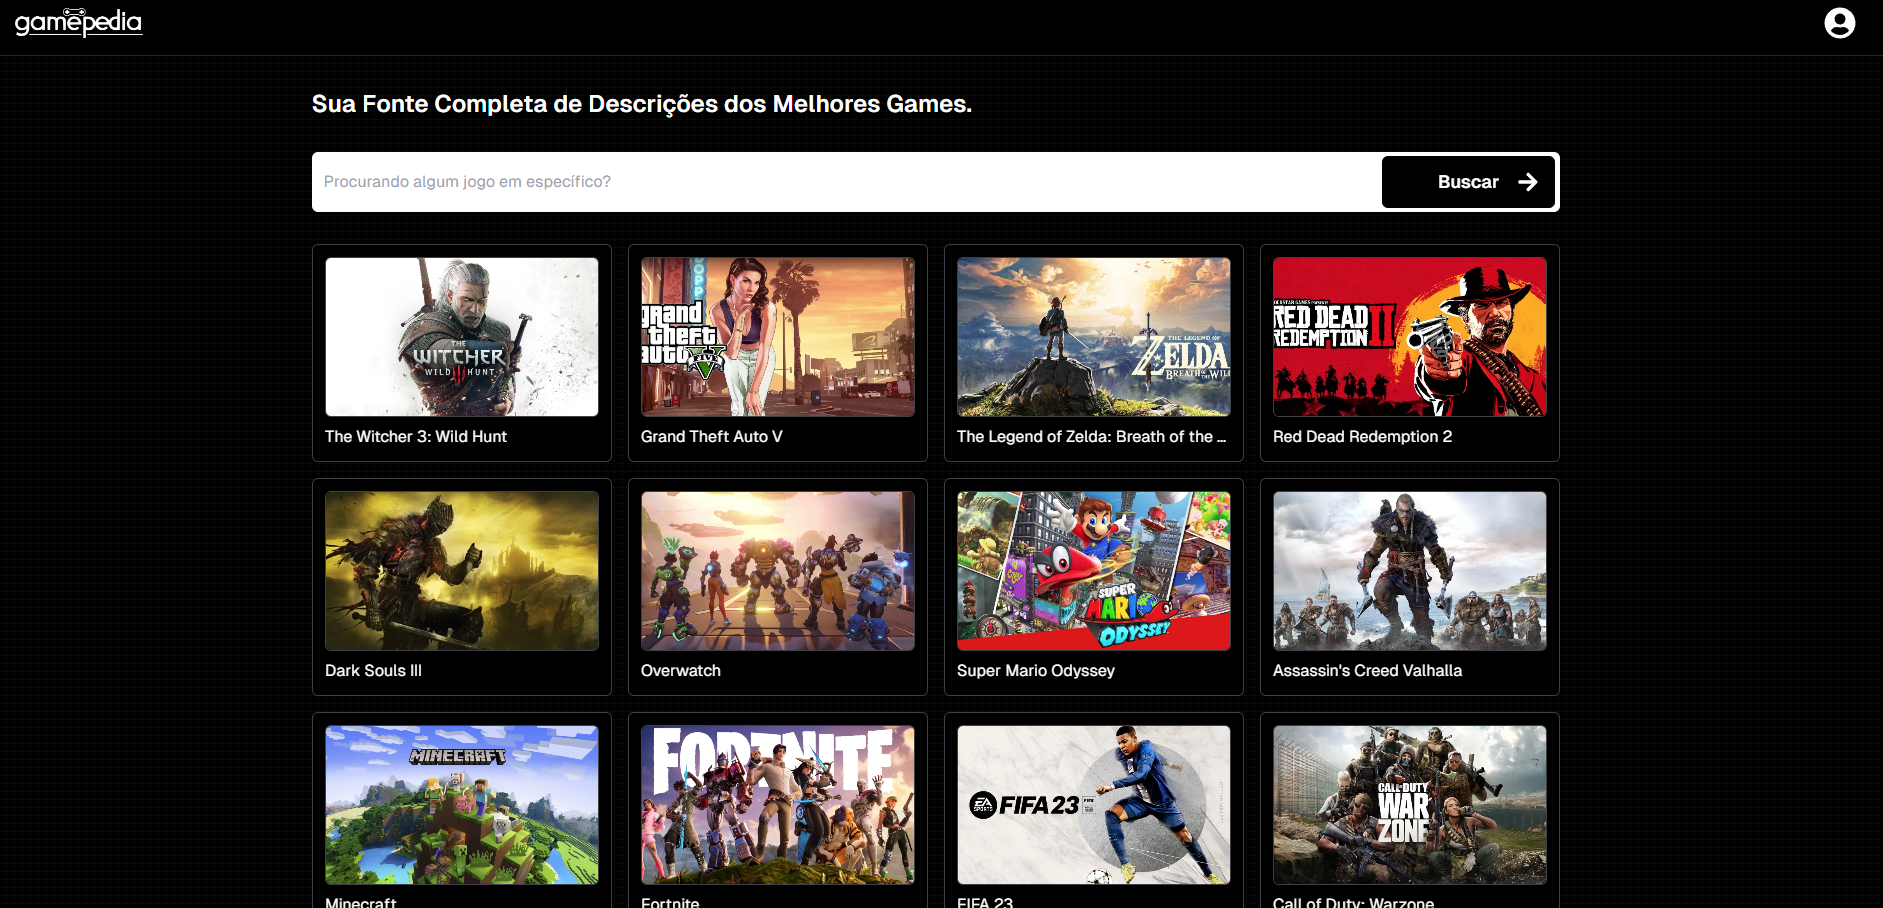 gamepedia
Sua Fonte Completa de Descrições dos Melhores Games.
Procurando algum jogo em específico?
Buscar
THE
WITCHER
WILD HUNT
grand
theft
auto
FIVE
THE LEGEND OF
ZELDA
BREATH OF THE WILD
ROCKSTAR GAMES PRESENTS
RED DEAD
REDEMPTION II
The Witcher 3: Wild Hunt
Grand Theft Auto V
The Legend of Zelda: Breath of the ...
Red Dead Redemption 2
SUPER
MARIO
ODYSSEY
Dark Souls III
Overwatch
Super Mario Odyssey
Assassin's Creed Valhalla
MINECRAFT
FORTNITE
EA
SPORTS
FIFA 23
CALL OF DUTY
WAR
ZONE
Minecraft
Fortnite
FIFA 23
Call of Duty: Warzone